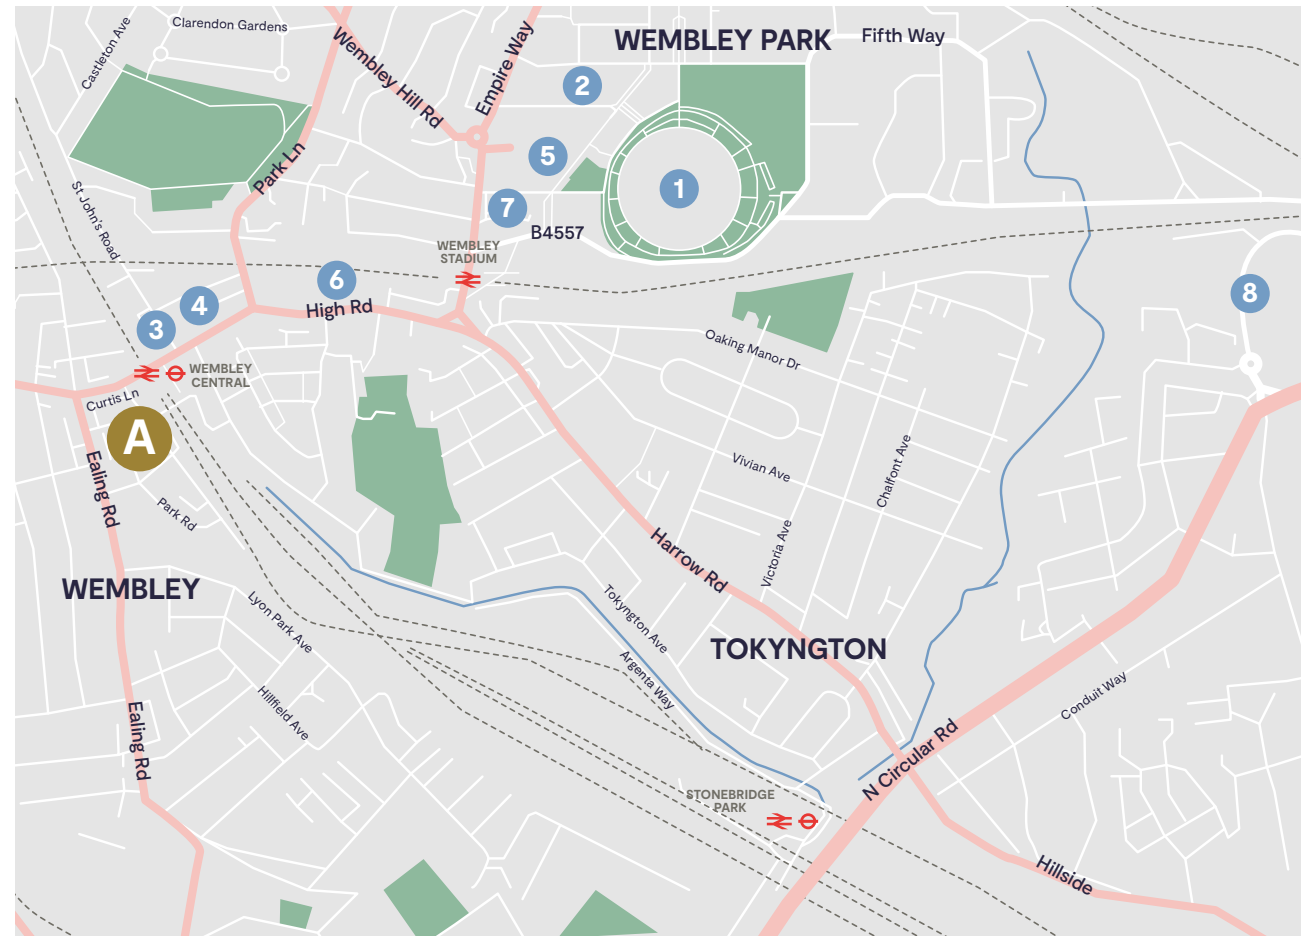 Castleton Ave
Clarendon Gardens
Wembley Hill Rd
Empire Way
WEMBLEY PARK
Fifth Way
2
5
1
7
B4557
Park Ln
St John's Road
WEMBLEY
STADIUM
6
High Rd
4
3
8
WEMBLEY
CENTRAL
Curtis Ln
A
Oaking Manor Dr
Ealing Rd
Park Rd
Vivian Ave
Chalfont Ave
Victoria Ave
Harrow Rd
WEMBLEY
Lyon Park Ave
Tokyngton Ave
TOKYNGTON
Argenta Way
Hillfield Ave
Conduit Way
Ealing Rd
N Circular Rd
STONEBRIDGE
PARK
Hillside